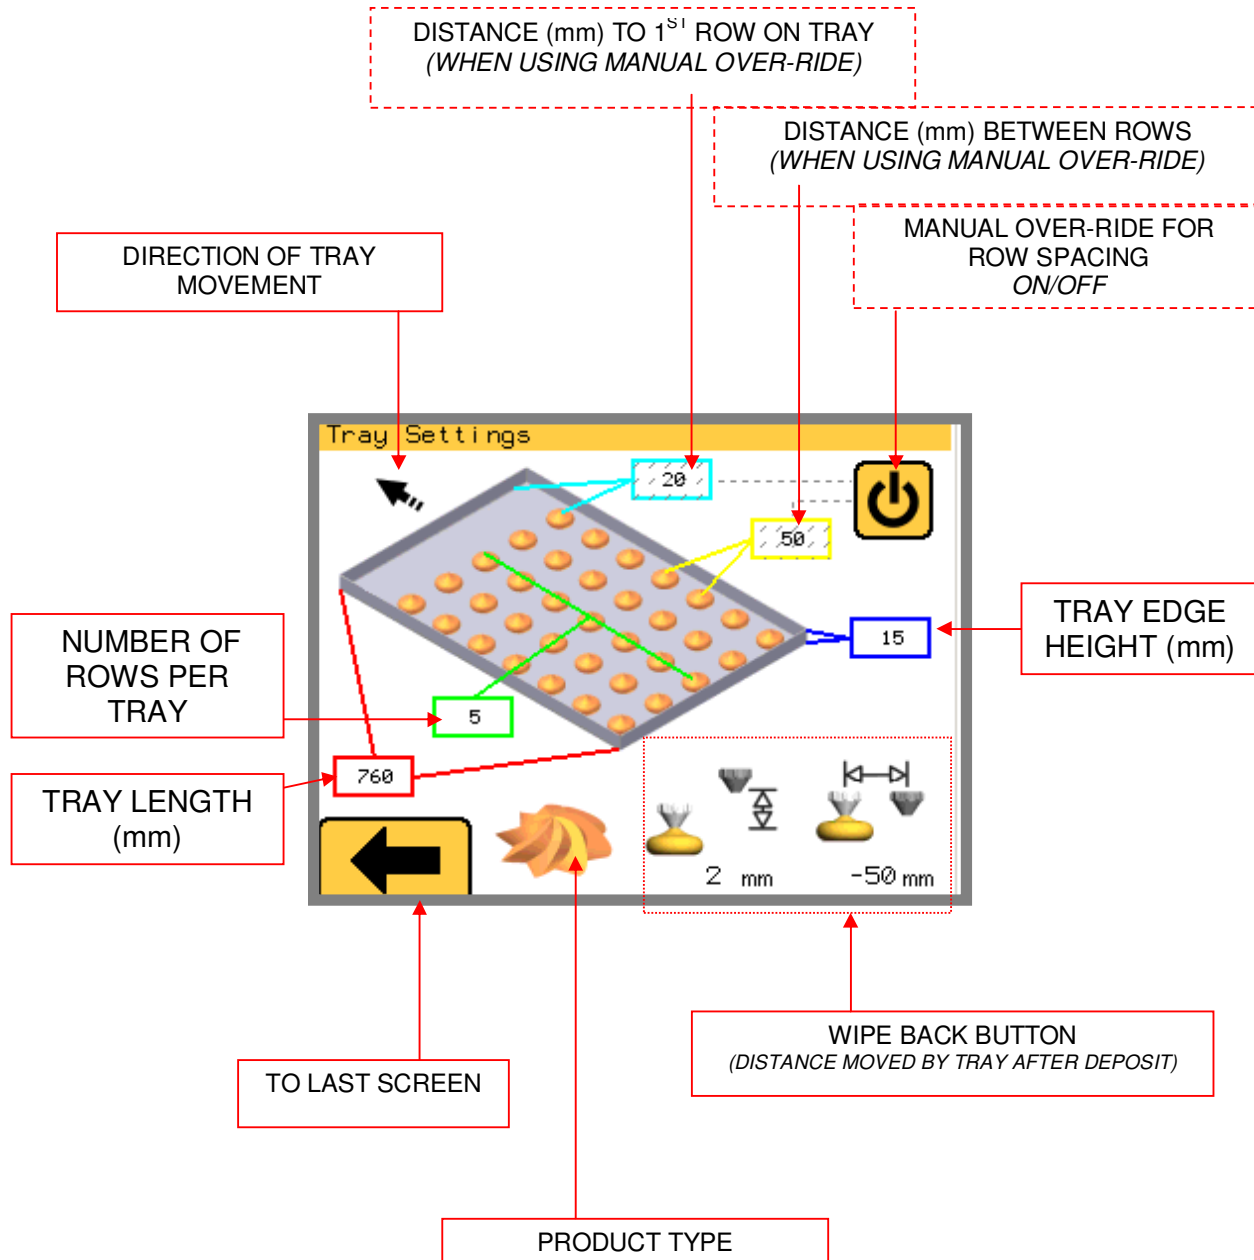 DISTANCE (mm) TO 1ST ROW ON TRAY
(WHEN USING MANUAL OVER-RIDE)
DISTANCE (mm) BETWEEN ROWS
(WHEN USING MANUAL OVER-RIDE)
MANUAL OVER-RIDE FOR
ROW SPACING
ON/OFF
DIRECTION OF TRAY
MOVEMENT
Tray Settings
20
50
15
TRAY EDGE
HEIGHT (mm)
NUMBER OF
ROWS PER
TRAY
5
760
TRAY LENGTH
(mm)
2 mm
-50 mm
WIPE BACK BUTTON
(DISTANCE MOVED BY TRAY AFTER DEPOSIT)
TO LAST SCREEN
PRODUCT TYPE